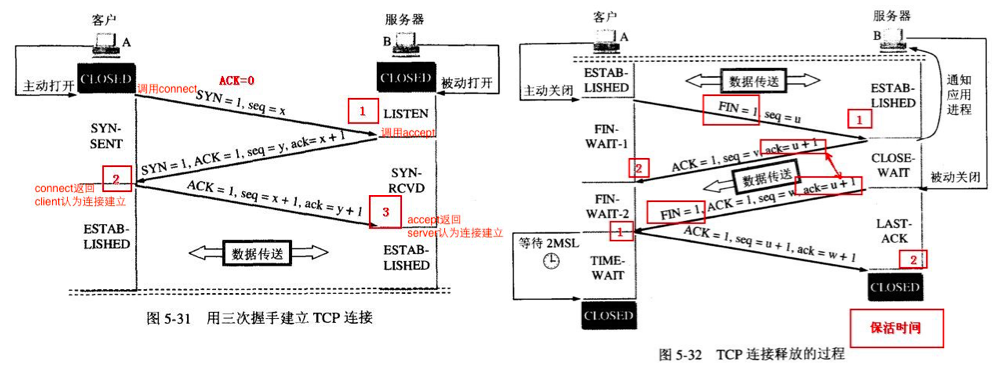 客户
A
服务器
B
CLOSED
CLOSED
主动打开
被动打开
调用connect
ACK=0
SYN = 1, seq = x
1
LISTEN
调用accept
SYN-
SENT
SYN = 1, ACK = 1, seq = y, ack= x + 1
2
SYN-
RCVD
connect返回
client认为连接建立
ACK = 1, seq = x + 1, ack = y + 1
3
accept返回
server认为连接建立
ESTAB-
LISHED
数据传送
ESTAB-
LISHED
图 5-31 用三次握手建立 TCP 连接
客户
A
服务器
B
主动关闭
ESTAB-
LISHED
数据传送
ESTAB-
LISHED
通知
应用
进程
FIN = 1, seq = u
1
FIN-
WAIT-1
ACK = 1, seq = v, ack= u + 1
2
数据传送
CLOSE-
WAIT
被动关闭
FIN-
WAIT-2
FIN = 1, ACK = 1, seq = w, ack= u + 1
1
LAST-
ACK
等待 2MSL
TIME-
WAIT
ACK = 1, seq = u + 1, ack = w + 1
2
CLOSED
CLOSED
保活时间
图 5-32 TCP 连接释放的过程